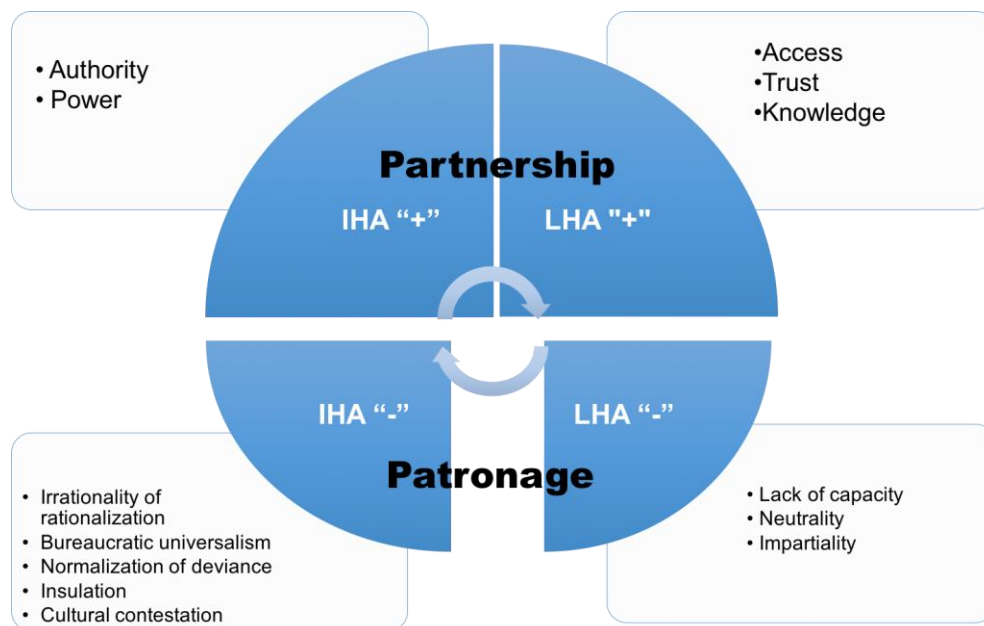 • Authority
• Power
•Access
•Trust
•Knowledge
Partnership
IHA “+”
LHA "+"
IHA “-”
LHA “-”
Patronage
• Irrationality of
rationalization
• Bureaucratic universalism
• Normalization of deviance
• Insulation
• Cultural contestation
• Lack of capacity
• Neutrality
• Impartiality